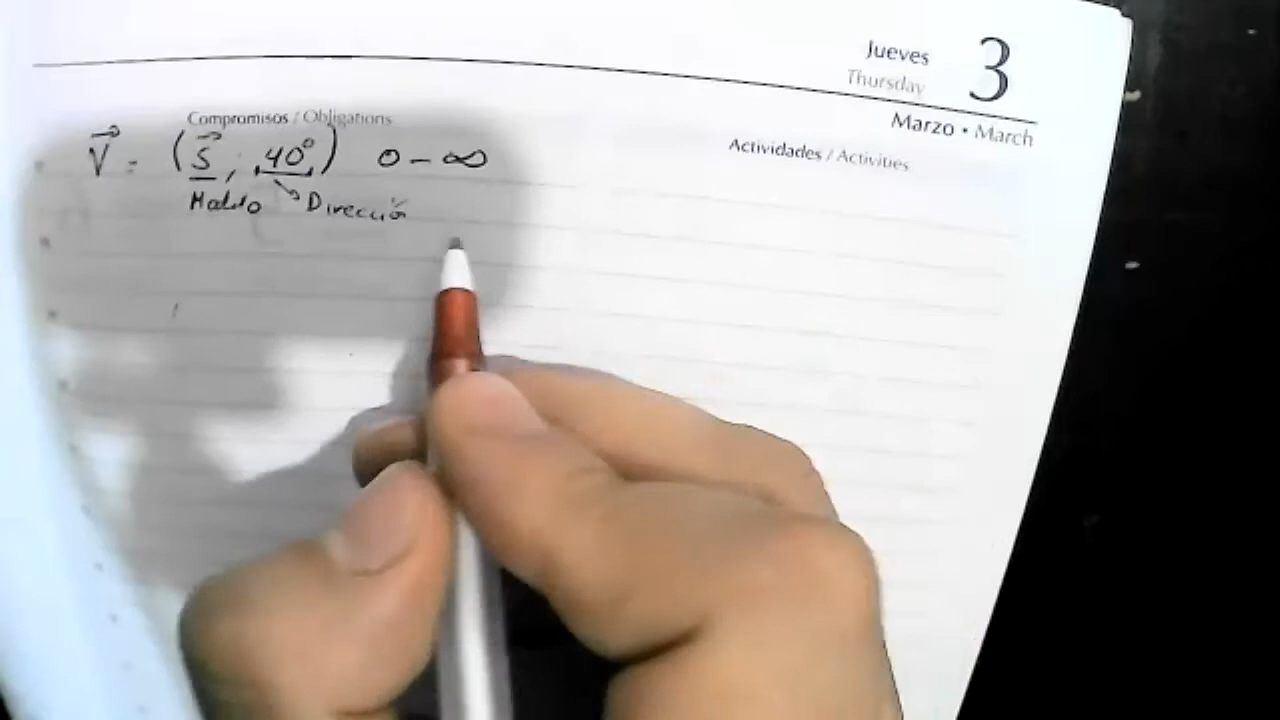 Jueves 3
Thursday
Marzo • March
Compromisos / Obligations
Actividades / Activities
V⃗ = (5⃗, 40°) 0 - ∞
Dirección